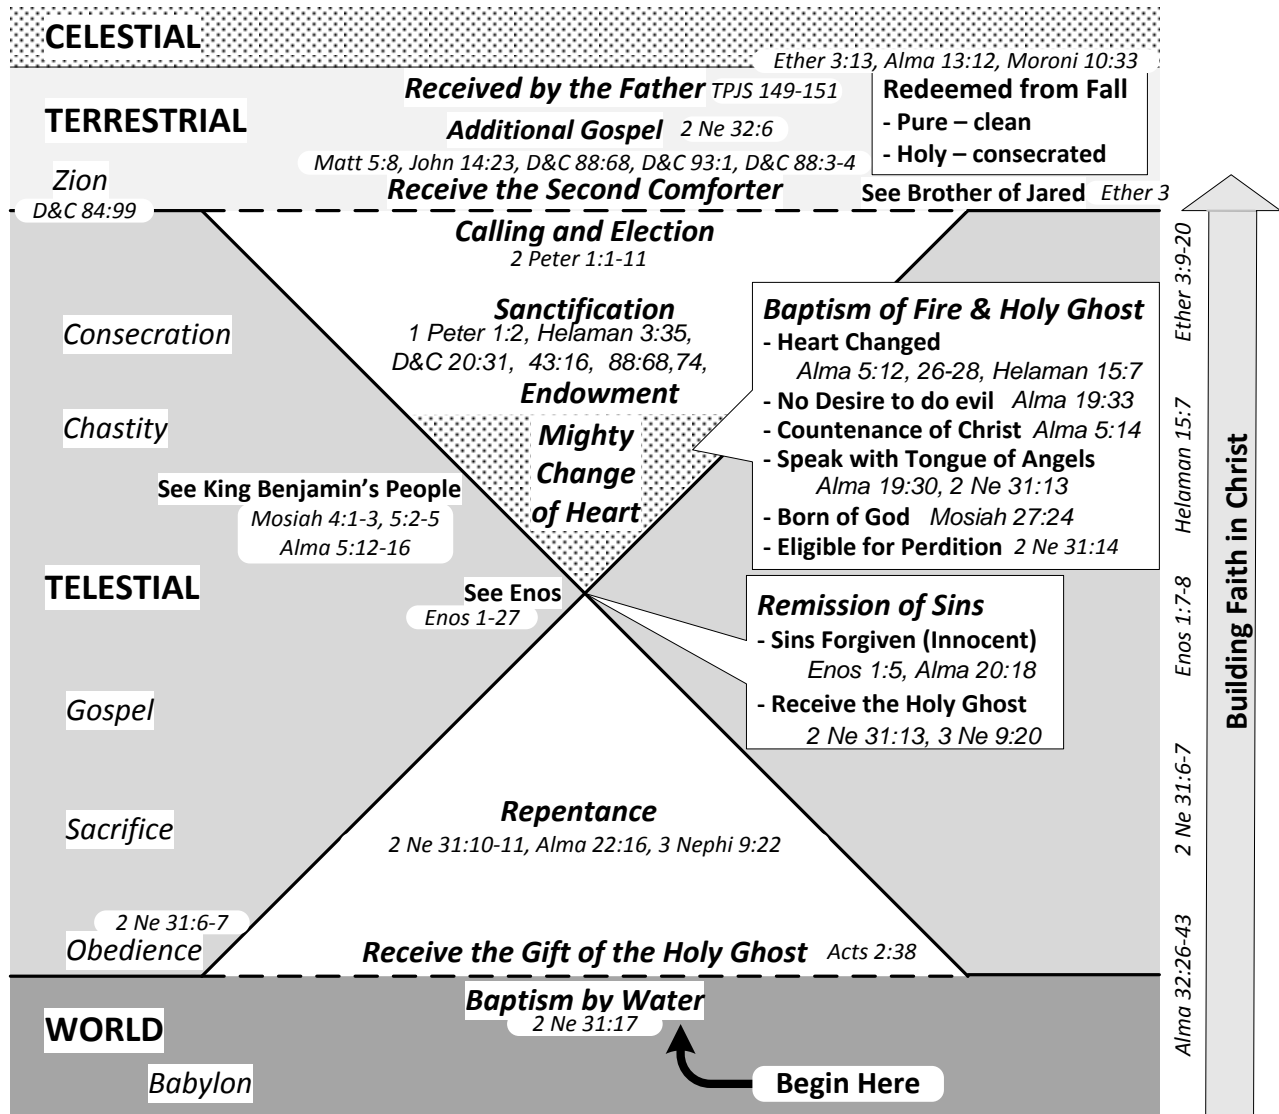 CELESTIAL
Ether 3:13, Alma 13:12, Moroni 10:33
Received by the Father TPJS 149-151
Redeemed from Fall
- Pure – clean
- Holy – consecrated
TERRESTRIAL
Additional Gospel 2 Ne 32:6
Matt 5:8, John 14:23, D&C 88:68, D&C 93:1, D&C 88:3-4
Zion
D&C 84:99
Receive the Second Comforter
See Brother of Jared Ether 3
Calling and Election
2 Peter 1:1-11
Sanctification
1 Peter 1:2, Helaman 3:35,
D&C 20:31, 43:16, 88:68,74,
Endowment
Consecration
Chastity
Mighty
Change
of Heart
Baptism of Fire & Holy Ghost
- Heart Changed
Alma 5:12, 26-28, Helaman 15:7
- No Desire to do evil Alma 19:33
- Countenance of Christ Alma 5:14
- Speak with Tongue of Angels
Alma 19:30, 2 Ne 31:13
- Born of God Mosiah 27:24
- Eligible for Perdition 2 Ne 31:14
See King Benjamin's People
Mosiah 4:1-3, 5:2-5
Alma 5:12-16
TELESTIAL
See Enos
Enos 1-27
Remission of Sins
- Sins Forgiven (Innocent)
Enos 1:5, Alma 20:18
- Receive the Holy Ghost
2 Ne 31:13, 3 Ne 9:20
Gospel
Sacrifice
Repentance
2 Ne 31:10-11, Alma 22:16, 3 Nephi 9:22
2 Ne 31:6-7
Obedience
Receive the Gift of the Holy Ghost Acts 2:38
Baptism by Water
2 Ne 31:17
WORLD
Babylon
Begin Here
Ether 3:9-20
Helaman 15:7
Enos 1:7-8
2 Ne 31:6-7
Alma 32:26-43
Building Faith in Christ